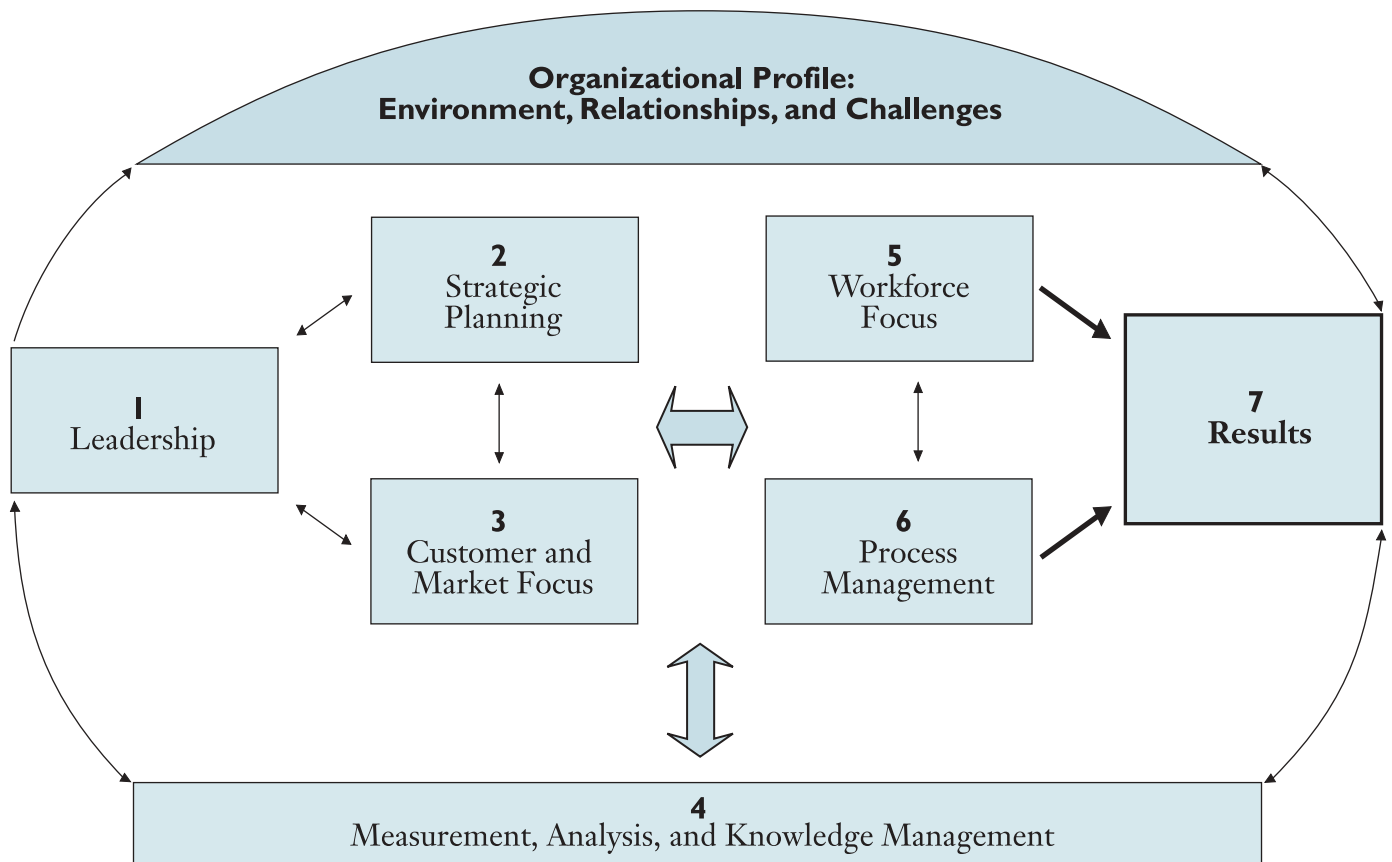 Organizational Profile:
Environment, Relationships, and Challenges
2
Strategic
Planning
5
Workforce
Focus
1
Leadership
7
Results
3
Customer and
Market Focus
6
Process
Management
4
Measurement, Analysis, and Knowledge Management